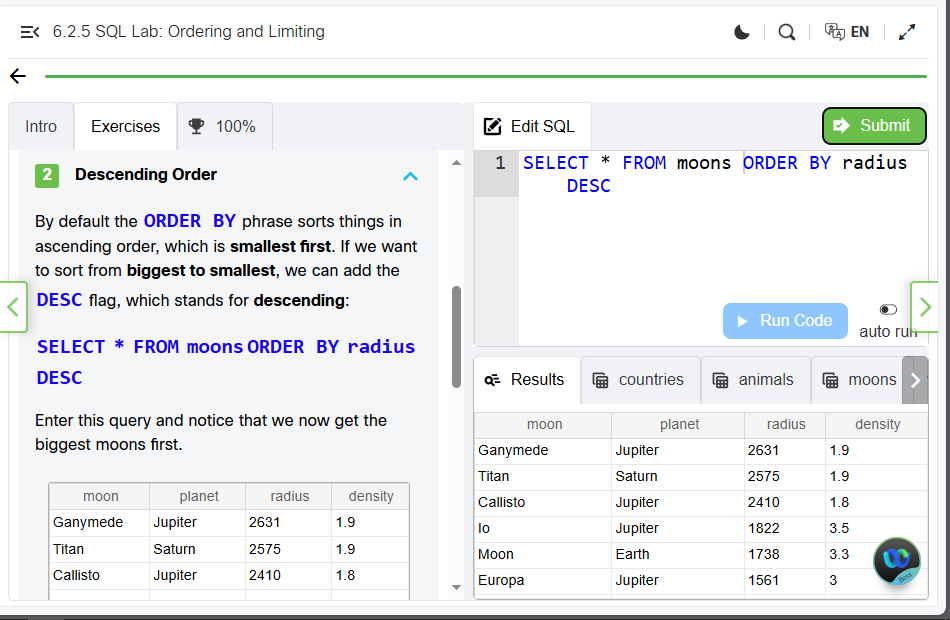 6.2.5 SQL Lab: Ordering and Limiting
EN
Intro
Exercises
100%
Edit SQL
Submit
2
Descending Order
By default the ORDER BY phrase sorts things in
ascending order, which is smallest first. If we want
to sort from biggest to smallest, we can add the
DESC flag, which stands for descending:
SELECT * FROM moons ORDER BY radius
DESC
Enter this query and notice that we now get the
biggest moons first.
moon planet radius density
Ganymede Jupiter 2631 1.9
Titan Saturn 2575 1.9
Callisto Jupiter 2410 1.8
1 SELECT * FROM moons ORDER BY radius
DESC
Run Code
auto run
Results
countries
animals
moons
moon planet radius density
Ganymede Jupiter 2631 1.9
Titan Saturn 2575 1.9
Callisto Jupiter 2410 1.8
Io Jupiter 1822 3.5
Moon Earth 1738 3.3
Europa Jupiter 1561 3
Beta